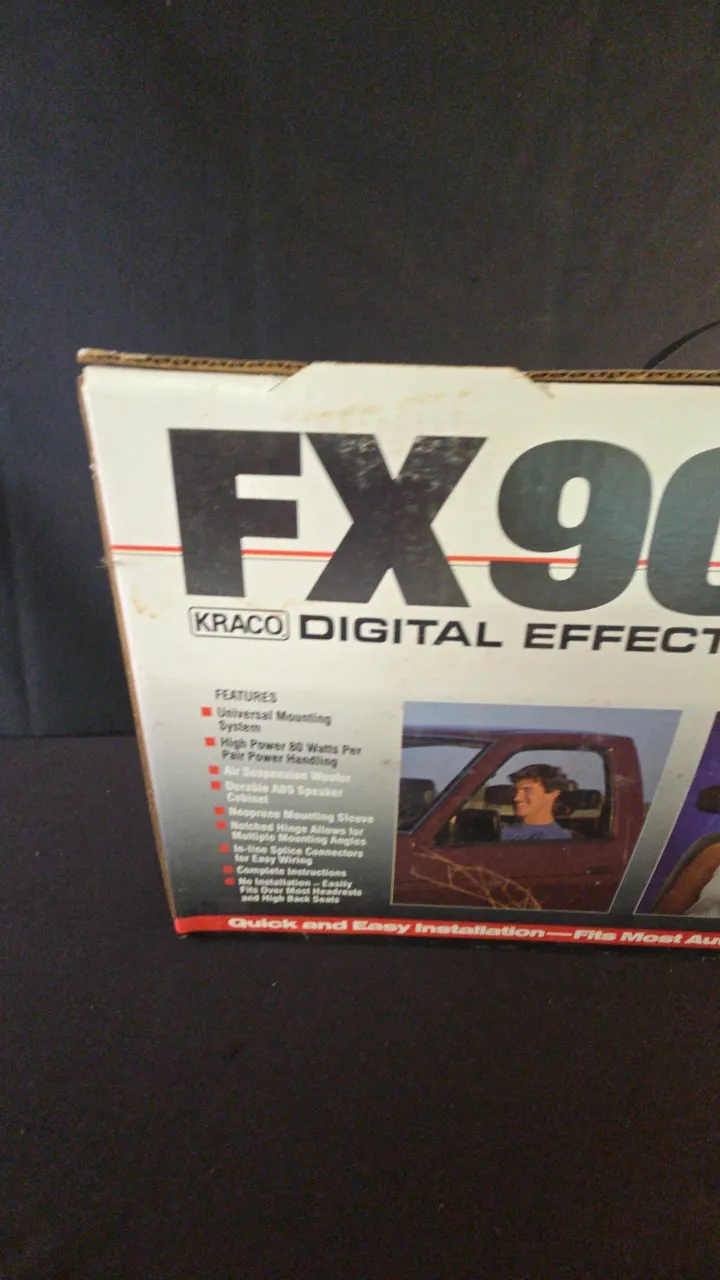 FX90
KRACO DIGITAL EFFECT
FEATURES
Universal Mounting
System
High Power 80 Watts Per
Pair Power Handling
Air Suspension Woofer
Durable ABS Speaker
Cabinet
Neoprene Mounting Sleeve
Notched Hinge Allows for
Multiple Mounting Angles
In-line Splice Connectors
for Easy Wiring
Complete Instructions
No Installation – Easily
Fits Over Most Headrests
and High Back Seats
Quick and Easy Installation — Fits Most Au